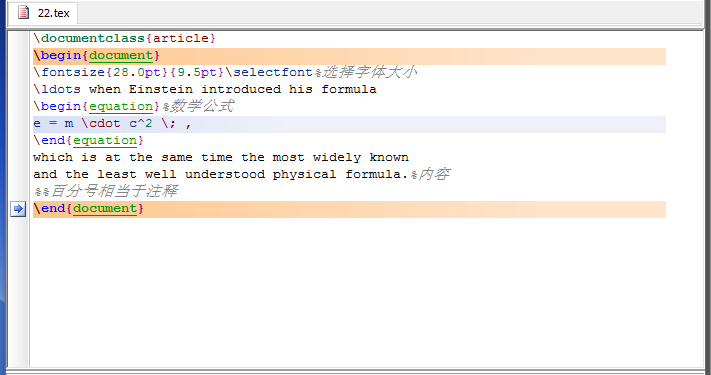 22.tex
\documentclass{article}
\begin{document}
\fontsize{28.0pt}{9.5pt}\selectfont%选择字体大小
\ldots when Einstein introduced his formula
\begin{equation}%数学公式
e = m \cdot c^2 \; ,
\end{equation}
which is at the same time the most widely known
and the least well understood physical formula.%内容
%%百分号相当于注释
\end{document}